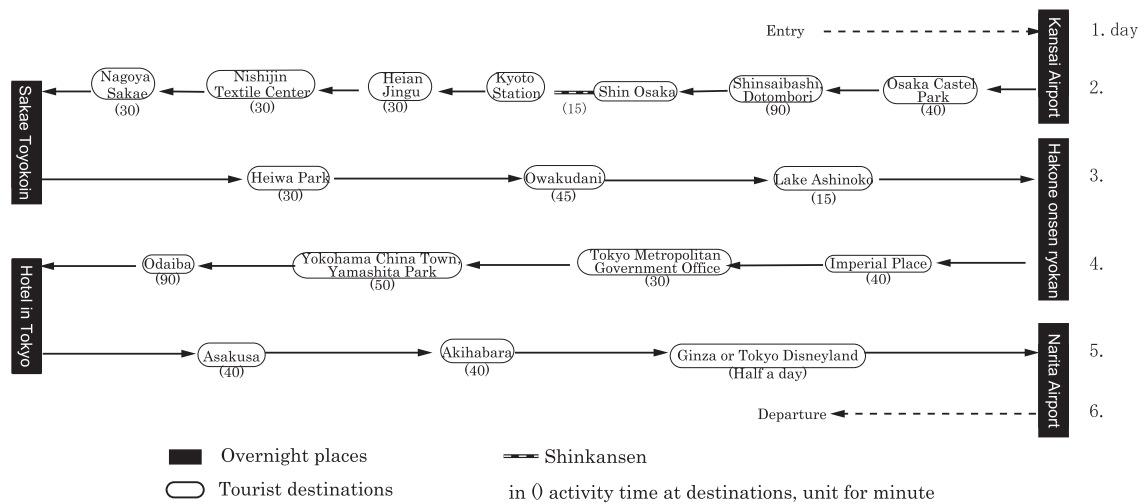 Entry
Kansai Airport
1. day
Nagoya
Sakae
(30)
Nishijin
Textile Center
(30)
Heian
Jingu
(30)
Kyoto
Station
(15)
Shin Osaka
Shinsaibashi,
Dotombori
(90)
Osaka Castel
Park
(40)
2.
Sakae Toyokoin
Heiwa Park
(30)
Owakudani
(45)
Lake Ashinoko
(15)
3.
Hakone onsen ryokan
Odaiba
(90)
Yokohama China Town,
Yamashita Park
(50)
Tokyo Metropolitan
Government Office
(30)
Imperial Place
(40)
4.
Hotel in Tokyo
Asakusa
(40)
Akihabara
(40)
Ginza or Tokyo Disneyland
(Half a day)
5.
Narita Airport
Departure
6.
Overnight places
Shinkansen
Tourist destinations
in () activity time at destinations, unit for minute